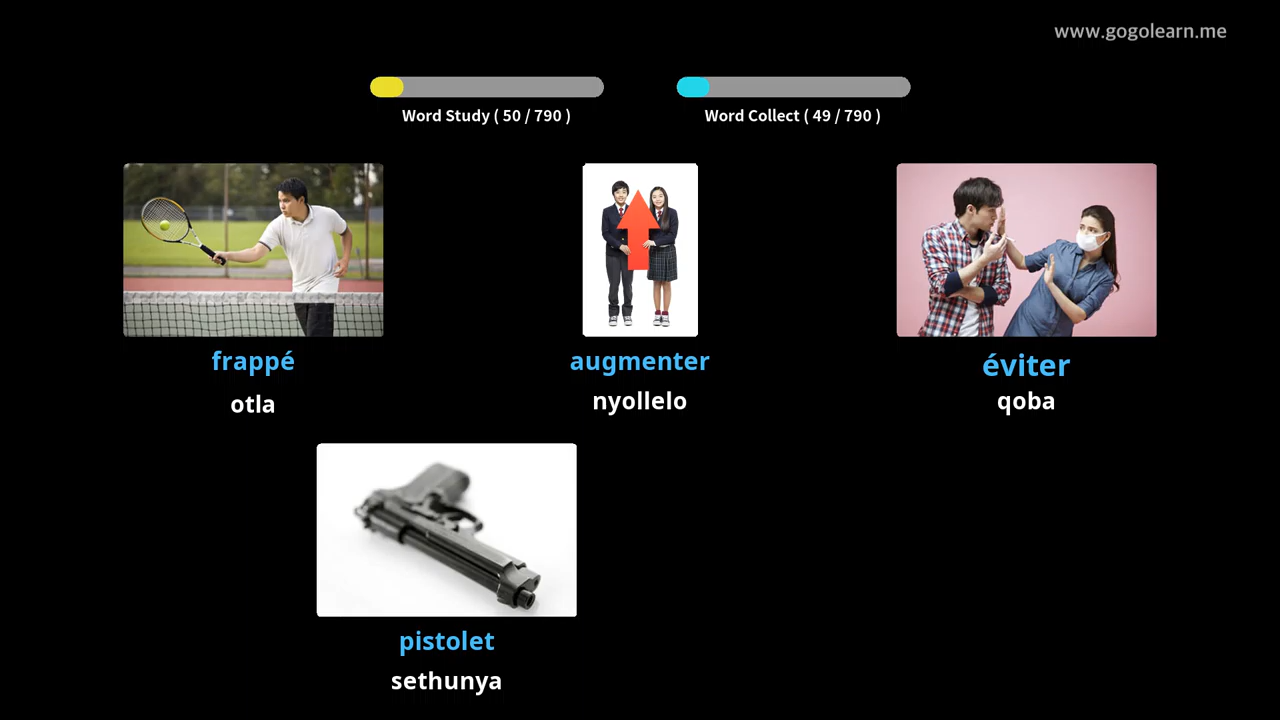 www.gogolearn.me
Word Study ( 50 / 790 )
Word Collect ( 49 / 790 )
frappé
otla
augmenter
nyollelo
éviter
qoba
pistolet
sethunya